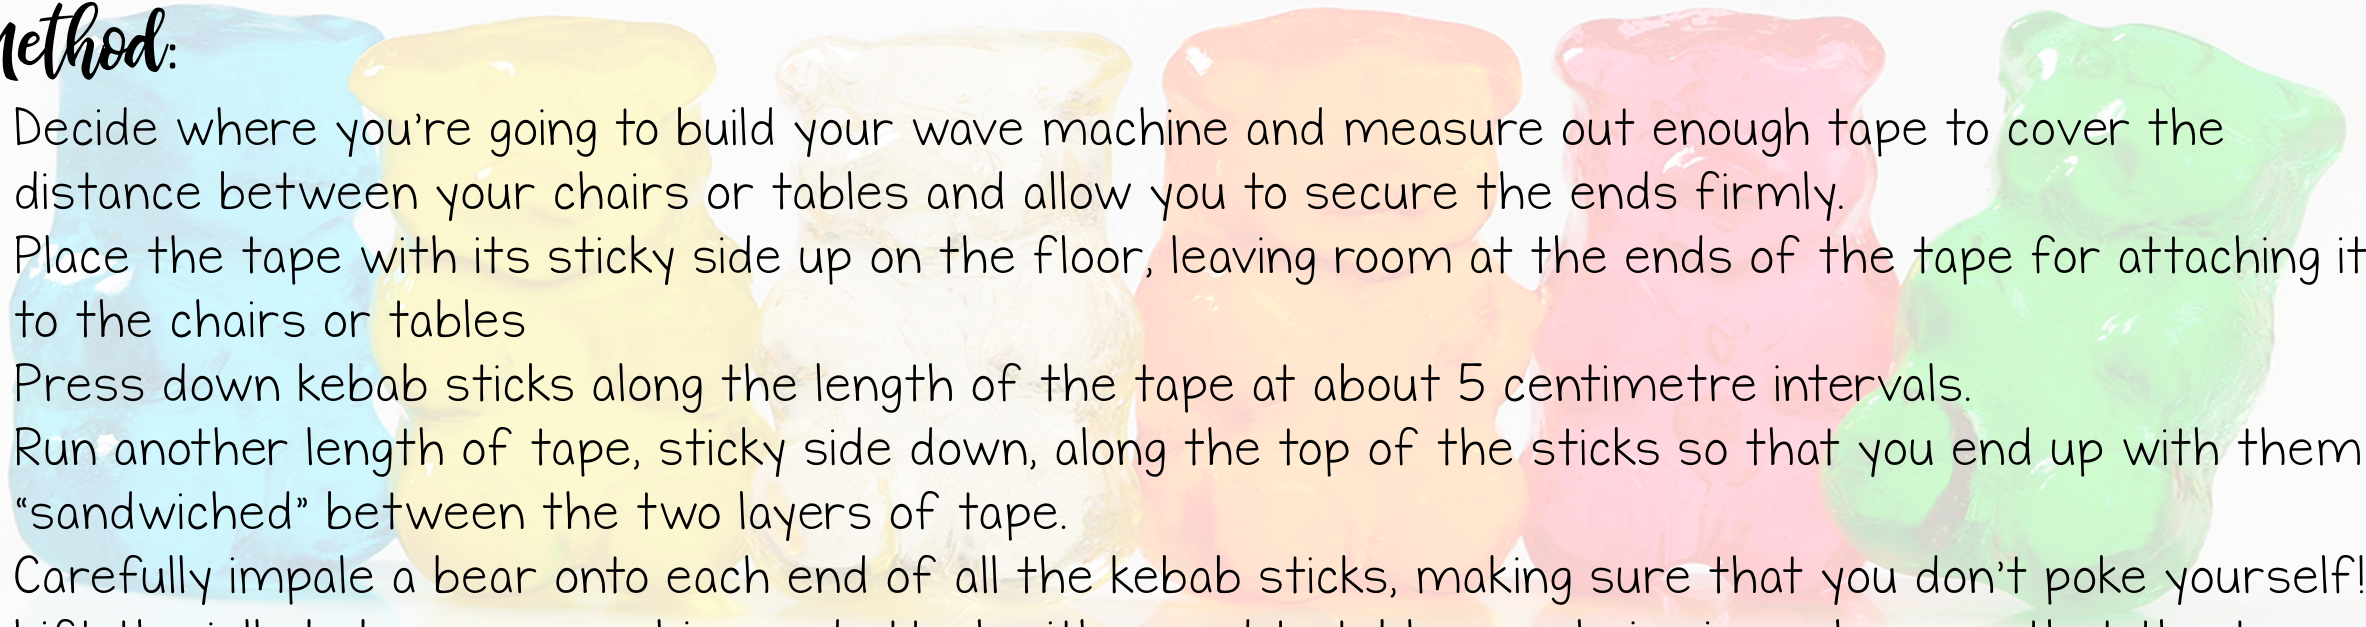 Method:
Decide where you're going to build your wave machine and measure out enough tape to cover the
distance between your chairs or tables and allow you to secure the ends firmly.
Place the tape with its sticky side up on the floor, leaving room at the ends of the tape for attaching it
to the chairs or tables
Press down kebab sticks along the length of the tape at about 5 centimetre intervals.
Run another length of tape, sticky side down, along the top of the sticks so that you end up with them
“sandwiched” between the two layers of tape.
Carefully impale a bear onto each end of all the kebab sticks, making sure that you don't poke yourself!